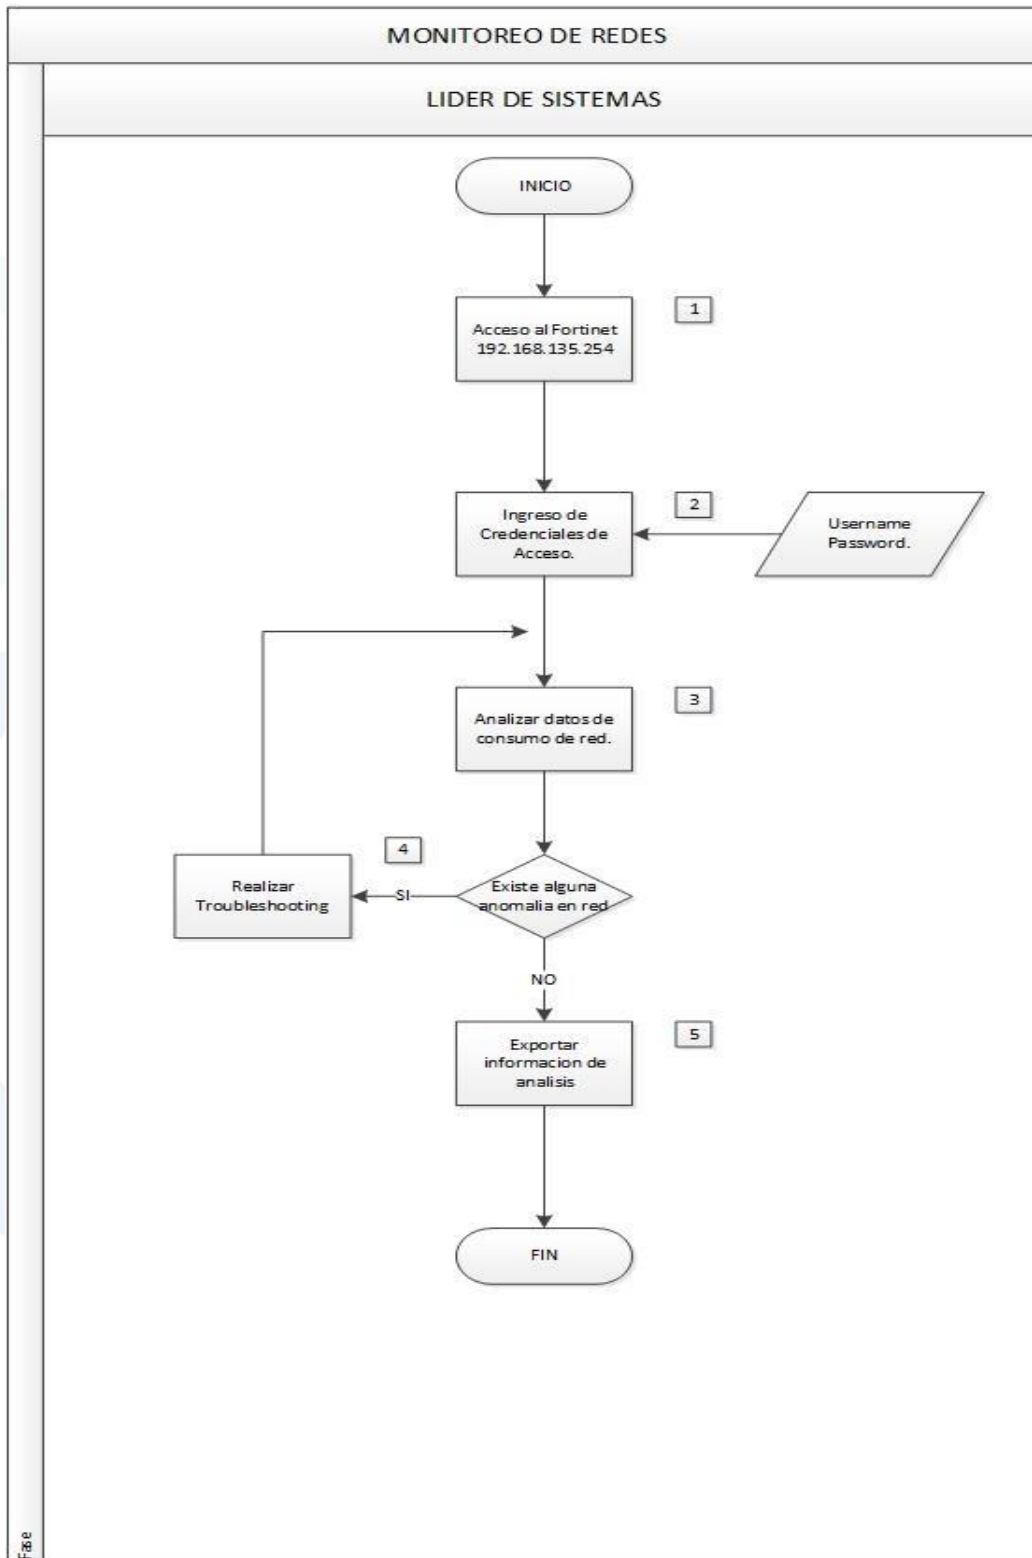 MONITOREO DE REDES
LIDER DE SISTEMAS
INICIO
1
Acceso al Fortinet
192.168.135.254
2
Ingreso de
Credenciales de
Acceso.
Username
Password.
3
Analizar datos de
consumo de red.
4
Realizar
Troubleshooting
SI
Existe alguna
anomalia en red
NO
5
Exportar
informacion de
analisis
FIN
Fase